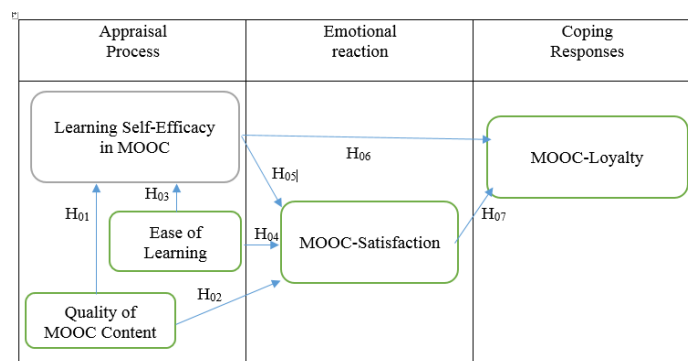 Appraisal
Process
Emotional
reaction
Coping
Responses
Learning Self-Efficacy
in MOOC
H06
MOOC-Loyalty
H05
H03
H01
H07
Ease of
Learning
H04
MOOC-Satisfaction
H02
Quality of
MOOC Content